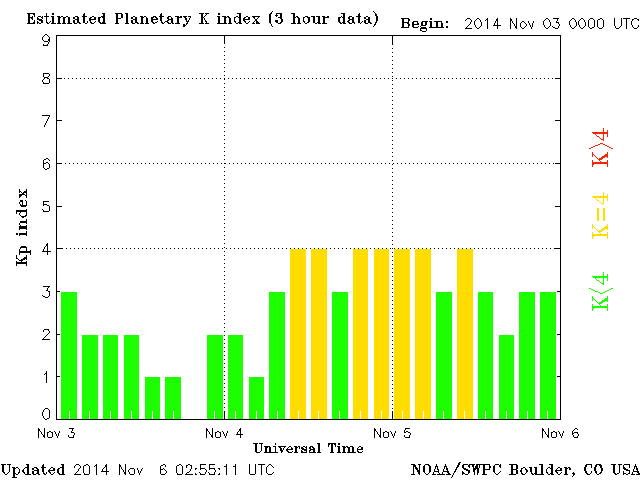 Estimated Planetary K index (3 hour data) Begin: 2014 Nov 03 0000 UTC
9
8
7
6
5
4
3
2
1
0
Kp index
K>4
K=4
K<4
Nov 3 Nov 4 Nov 5 Nov 6
Universal Time
Updated 2014 Nov 6 02:55:11 UTC NOAA/SWPC Boulder, CO USA